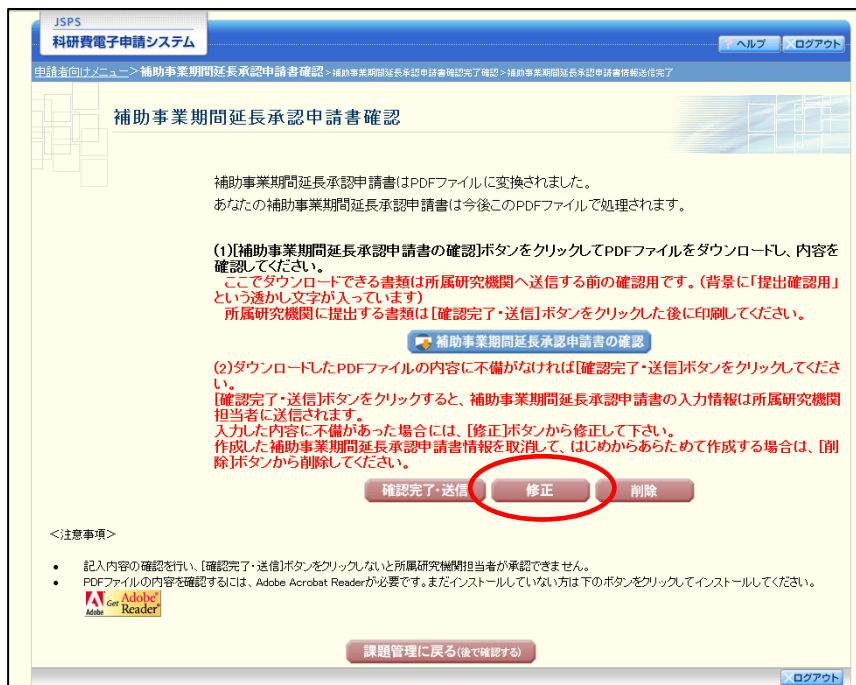 JSPS
科研費電子申請システム
? ヘルプ
×ログアウト
申請者向けメニュー＞補助事業期間延長承認申請書確認＞補助事業期間延長承認申請書確認完了確認＞補助事業期間延長承認申請書情報送信完了
補助事業期間延長承認申請書確認
補助事業期間延長承認申請書はPDFファイルに変換されました。
あなたの補助事業期間延長承認申請書は今後このPDFファイルで処理されます。
(1)[補助事業期間延長承認申請書の確認]ボタンをクリックしてPDFファイルをダウンロードし、内容を
確認してください。
ここでダウンロードできる書類は所属研究機関へ送信する前の確認用です。(背景に「提出確認用」
という透かし文字が入っています)
所属研究機関に提出する書類は[確認完了・送信]ボタンをクリックした後に印刷してください。
補助事業期間延長承認申請書の確認
(2)ダウンロードしたPDFファイルの内容に不備がなければ[確認完了・送信]ボタンをクリックしてくださ
い。
[確認完了・送信]ボタンをクリックすると、補助事業期間延長承認申請書の入力情報は所属研究機関
担当者に送信されます。
入力した内容に不備があった場合には、[修正]ボタンから修正して下さい。
作成した補助事業期間延長承認申請書情報を取消して、はじめからあらためて作成する場合は、[削
除]ボタンから削除してください。
確認完了・送信
修正
削除
＜注意事項＞
• 記入内容の確認を行い、[確認完了・送信]ボタンをクリックしないと所属研究機関担当者が承認できません。
• PDFファイルの内容を確認するには、Adobe Acrobat Readerが必要です。まだインストールしていない方は下のボタンをクリックしてインストールしてください。
Adobe Get Adobe® Reader®
課題管理に戻る(後で確認する)
×ログアウト